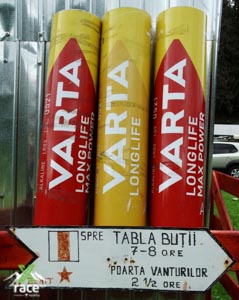 VARTA
LONGLIFE
MAX POWER
VARTA
LONGLIFE
VARTA
LONGLIFE
MAX POWER
SPRE TABLA BUȚII
7-8 ORE
POARTA VANTURILOR
2 1/2 ORE
race